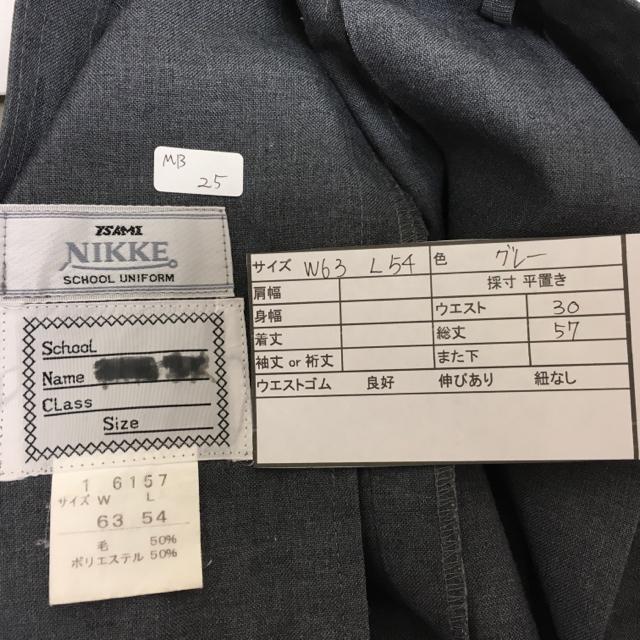 MB
25
TSAMI
NIKKE
SCHOOL UNIFORM
School
Name
Class
Size
1 6157
サイズ W L
63 54
毛 50%
ポリエステル 50%
サイズ W63 L54 色 グレー
肩幅 採寸 平置き
身幅 ウエスト 30
着丈 総丈 57
袖丈 or 裄丈 また下
ウエストゴム 良好 伸びあり 紐なし